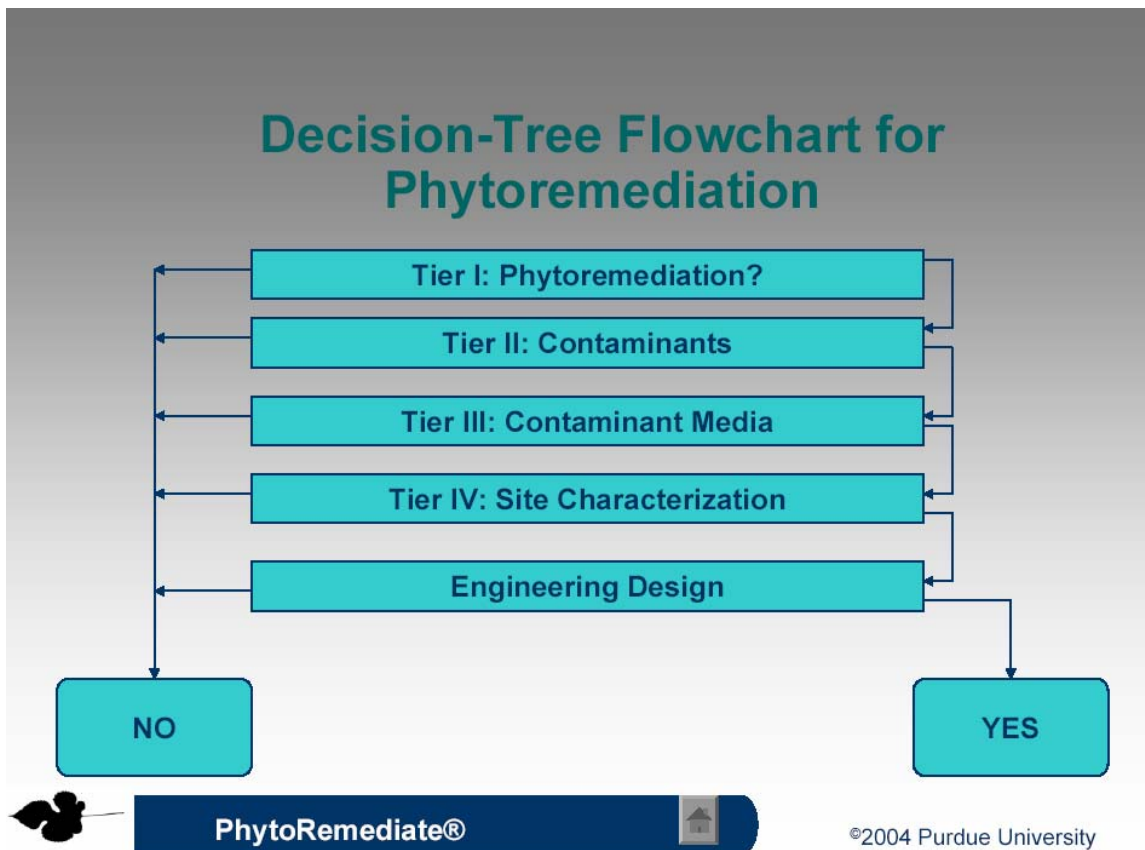 Decision-Tree Flowchart for
Phytoremediation
Tier I: Phytoremediation?
Tier II: Contaminants
Tier III: Contaminant Media
Tier IV: Site Characterization
Engineering Design
NO
YES
PhytoRemediate®
©2004 Purdue University